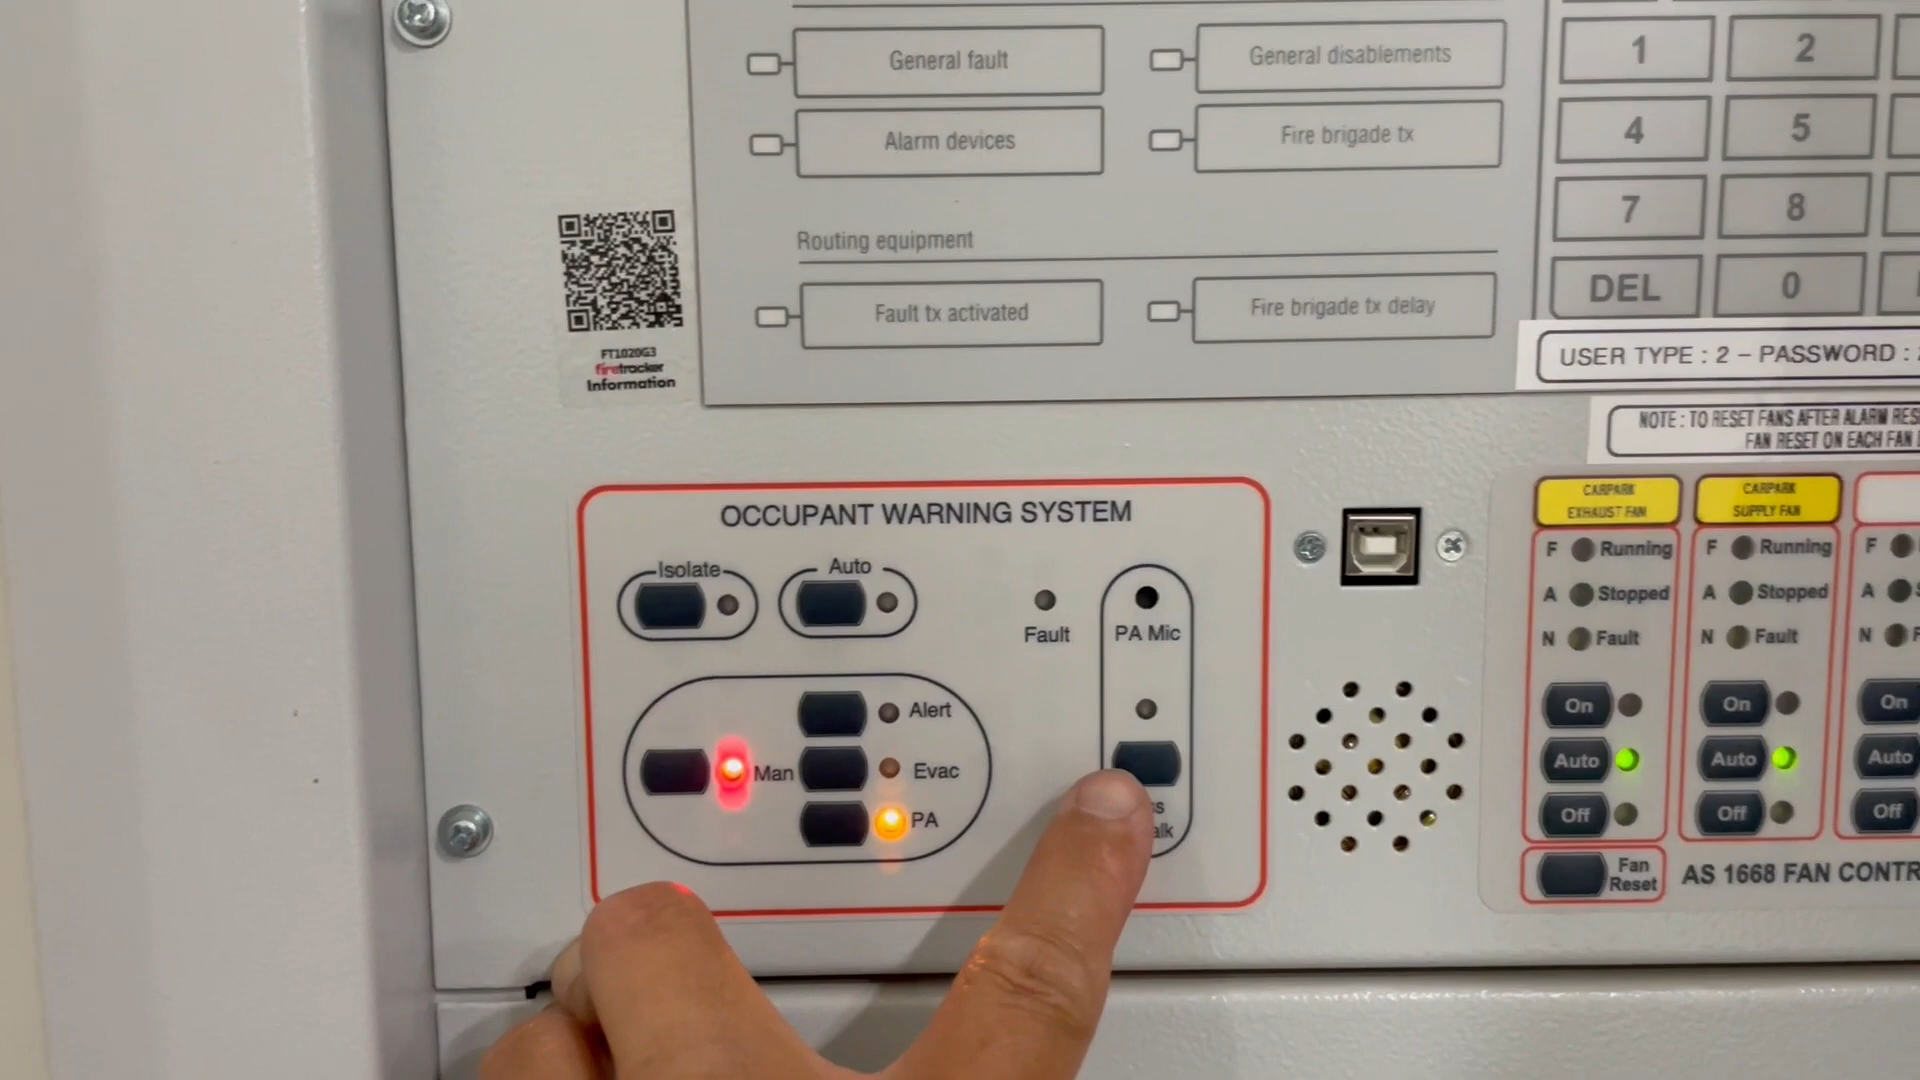 General fault
General disablements
Alarm devices
Fire brigade tx
Routing equipment
Fault tx activated
Fire brigade tx delay
1
2
4
5
7
8
DEL
0
FT1020G3
firetracker
Information
USER TYPE : 2 – PASSWORD :
NOTE : TO RESET FANS AFTER ALARM RES
FAN RESET ON EACH FAN
OCCUPANT WARNING SYSTEM
Isolate
Auto
Fault
PA Mic
Alert
Man
Evac
PA
CARPARK
EXHAUST FAN
F Running
A Stopped
N Fault
On
Auto
Off
CARPARK
SUPPLY FAN
F Running
A Stopped
N Fault
On
Auto
Off
F
A
N
On
Auto
Off
Fan
Reset
AS 1668 FAN CONTR